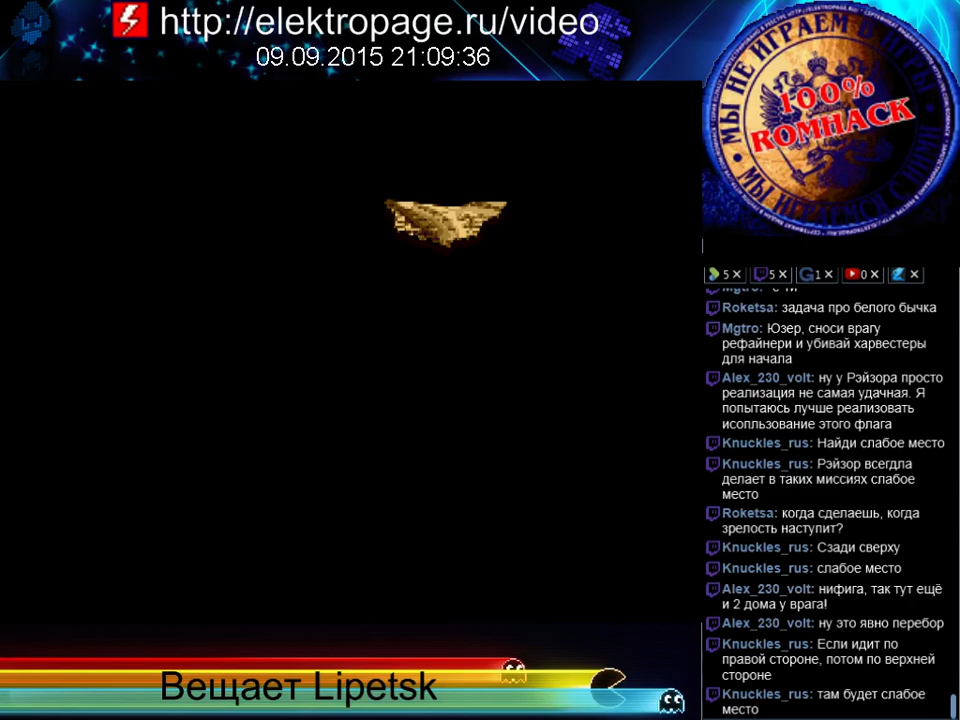 http://elektropage.ru/video
09.09.2015 21:09:36
МЫ НЕ ИГРАЕМ В ИГРЫ
100%
ROMHACK
5
5
G 1
0
Roketsa: задача про белого бычка
Mgtro: Юзер, сноси врагу
рефайнери и убивай харвестеры
для начала
Alex_230_volt: ну у Рэйзора просто
реализация не самая удачная. Я
попытаюсь лучше реализовать
исопльзование этого флага
Knuckles_rus: Найди слабое место
Knuckles_rus: Рэйзор всегдла
делает в таких миссиях слабое
место
Roketsa: когда сделаешь, когда
зрелость наступит?
Knuckles_rus: Сзади сверху
Knuckles_rus: слабое место
Alex_230_volt: нифига, так тут ещё
и 2 дома у врага!
Alex_230_volt: ну это явно перебор
Knuckles_rus: Если идит по
правой стороне, потом по верхней
стороне
Knuckles_rus: там будет слабое
место
Вещает Lipetsk